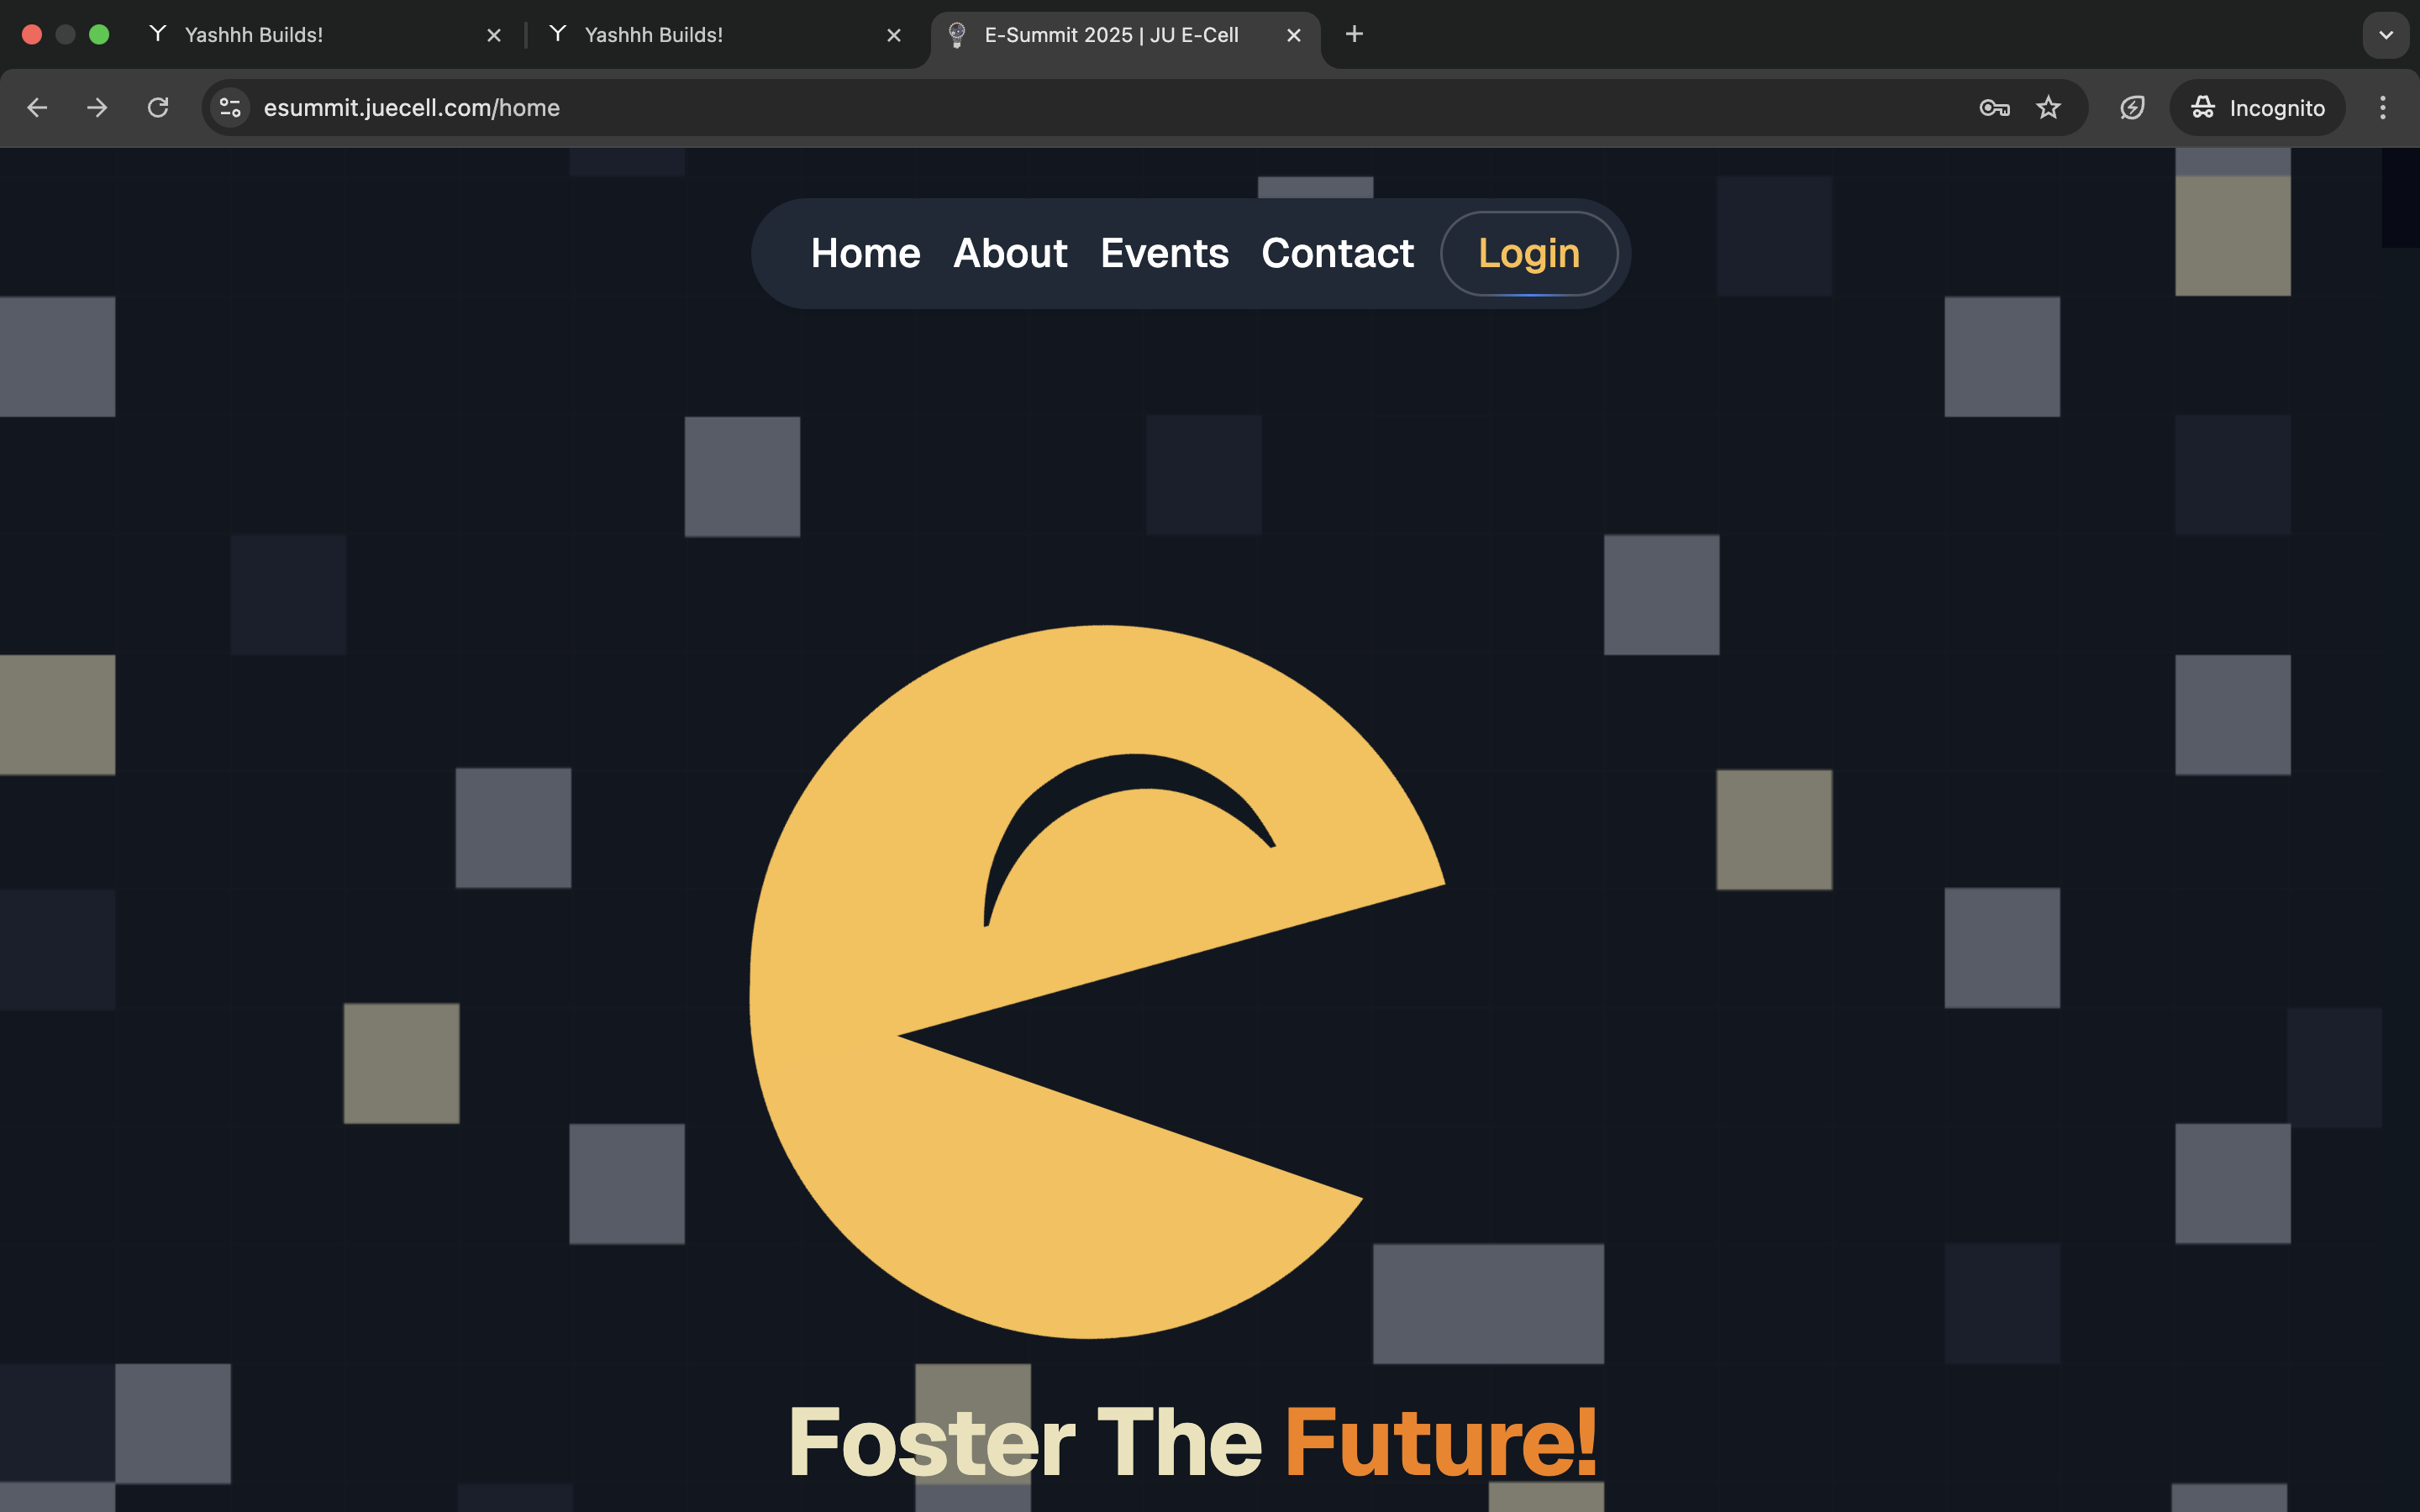 Yashhh Builds!
Yashhh Builds!
E-Summit 2025 | JU E-Cell
esummit.juecell.com/home
Incognito
Home About Events Contact Login
Foster The Future!